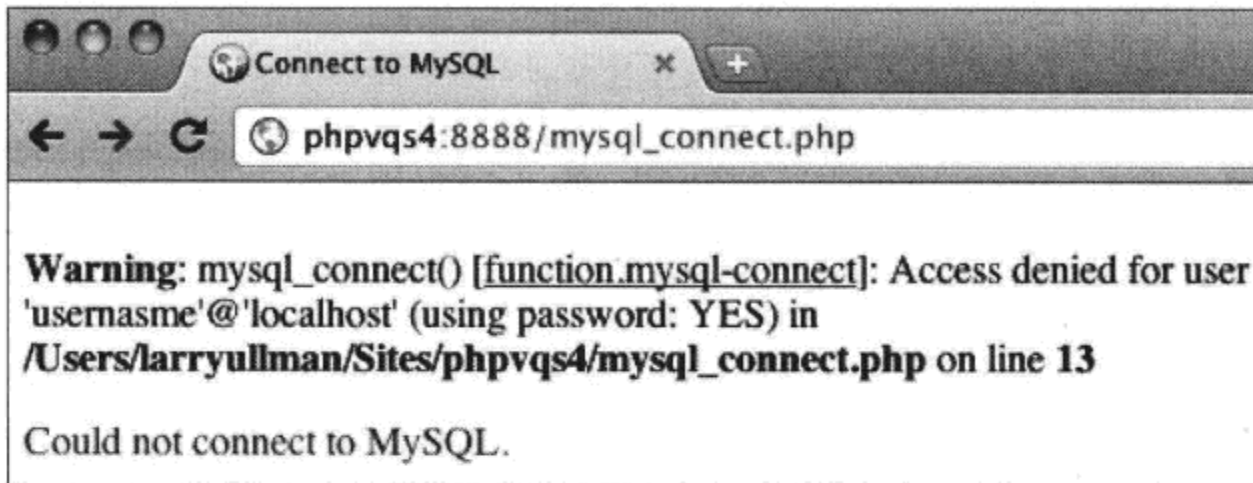 Connect to MySQL
phpvqs4:8888/mysql_connect.php
Warning: mysql_connect() [function.mysql-connect]: Access denied for user
'usernasme'@'localhost' (using password: YES) in
/Users/larryullman/Sites/phpvqs4/mysql_connect.php on line 13
Could not connect to MySQL.